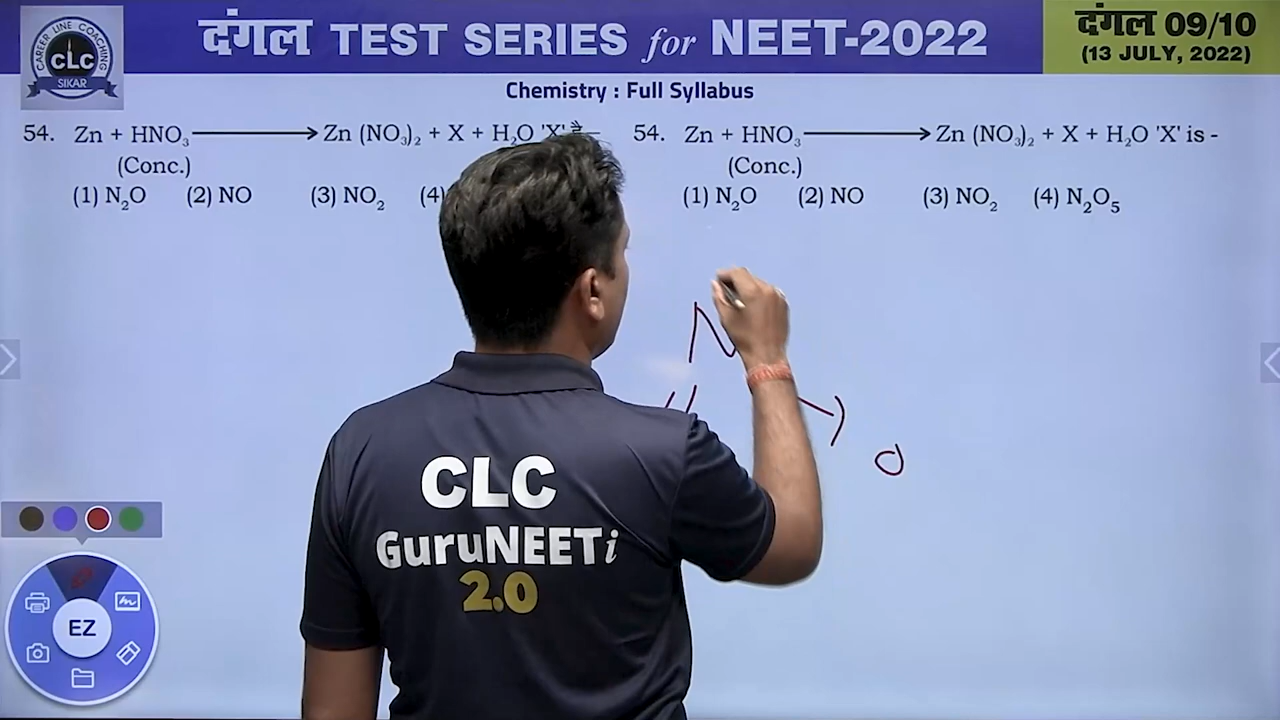 दंगल TEST SERIES for NEET-2022
दंगल 09/10
(13 JULY, 2022)
CAREER LINE COACHING
CLC
SIKAR
Chemistry : Full Syllabus
54. Zn + HNO₃ ⟶ Zn (NO₃)₂ + X + H₂O 'X'
(Conc.)
(1) N₂O (2) NO (3) NO₂ (4)
54. Zn + HNO₃ ⟶ Zn (NO₃)₂ + X + H₂O 'X' is -
(Conc.)
(1) N₂O (2) NO (3) NO₂ (4) N₂O₅
N
O
CLC
GuruNEETi
2.0
EZ